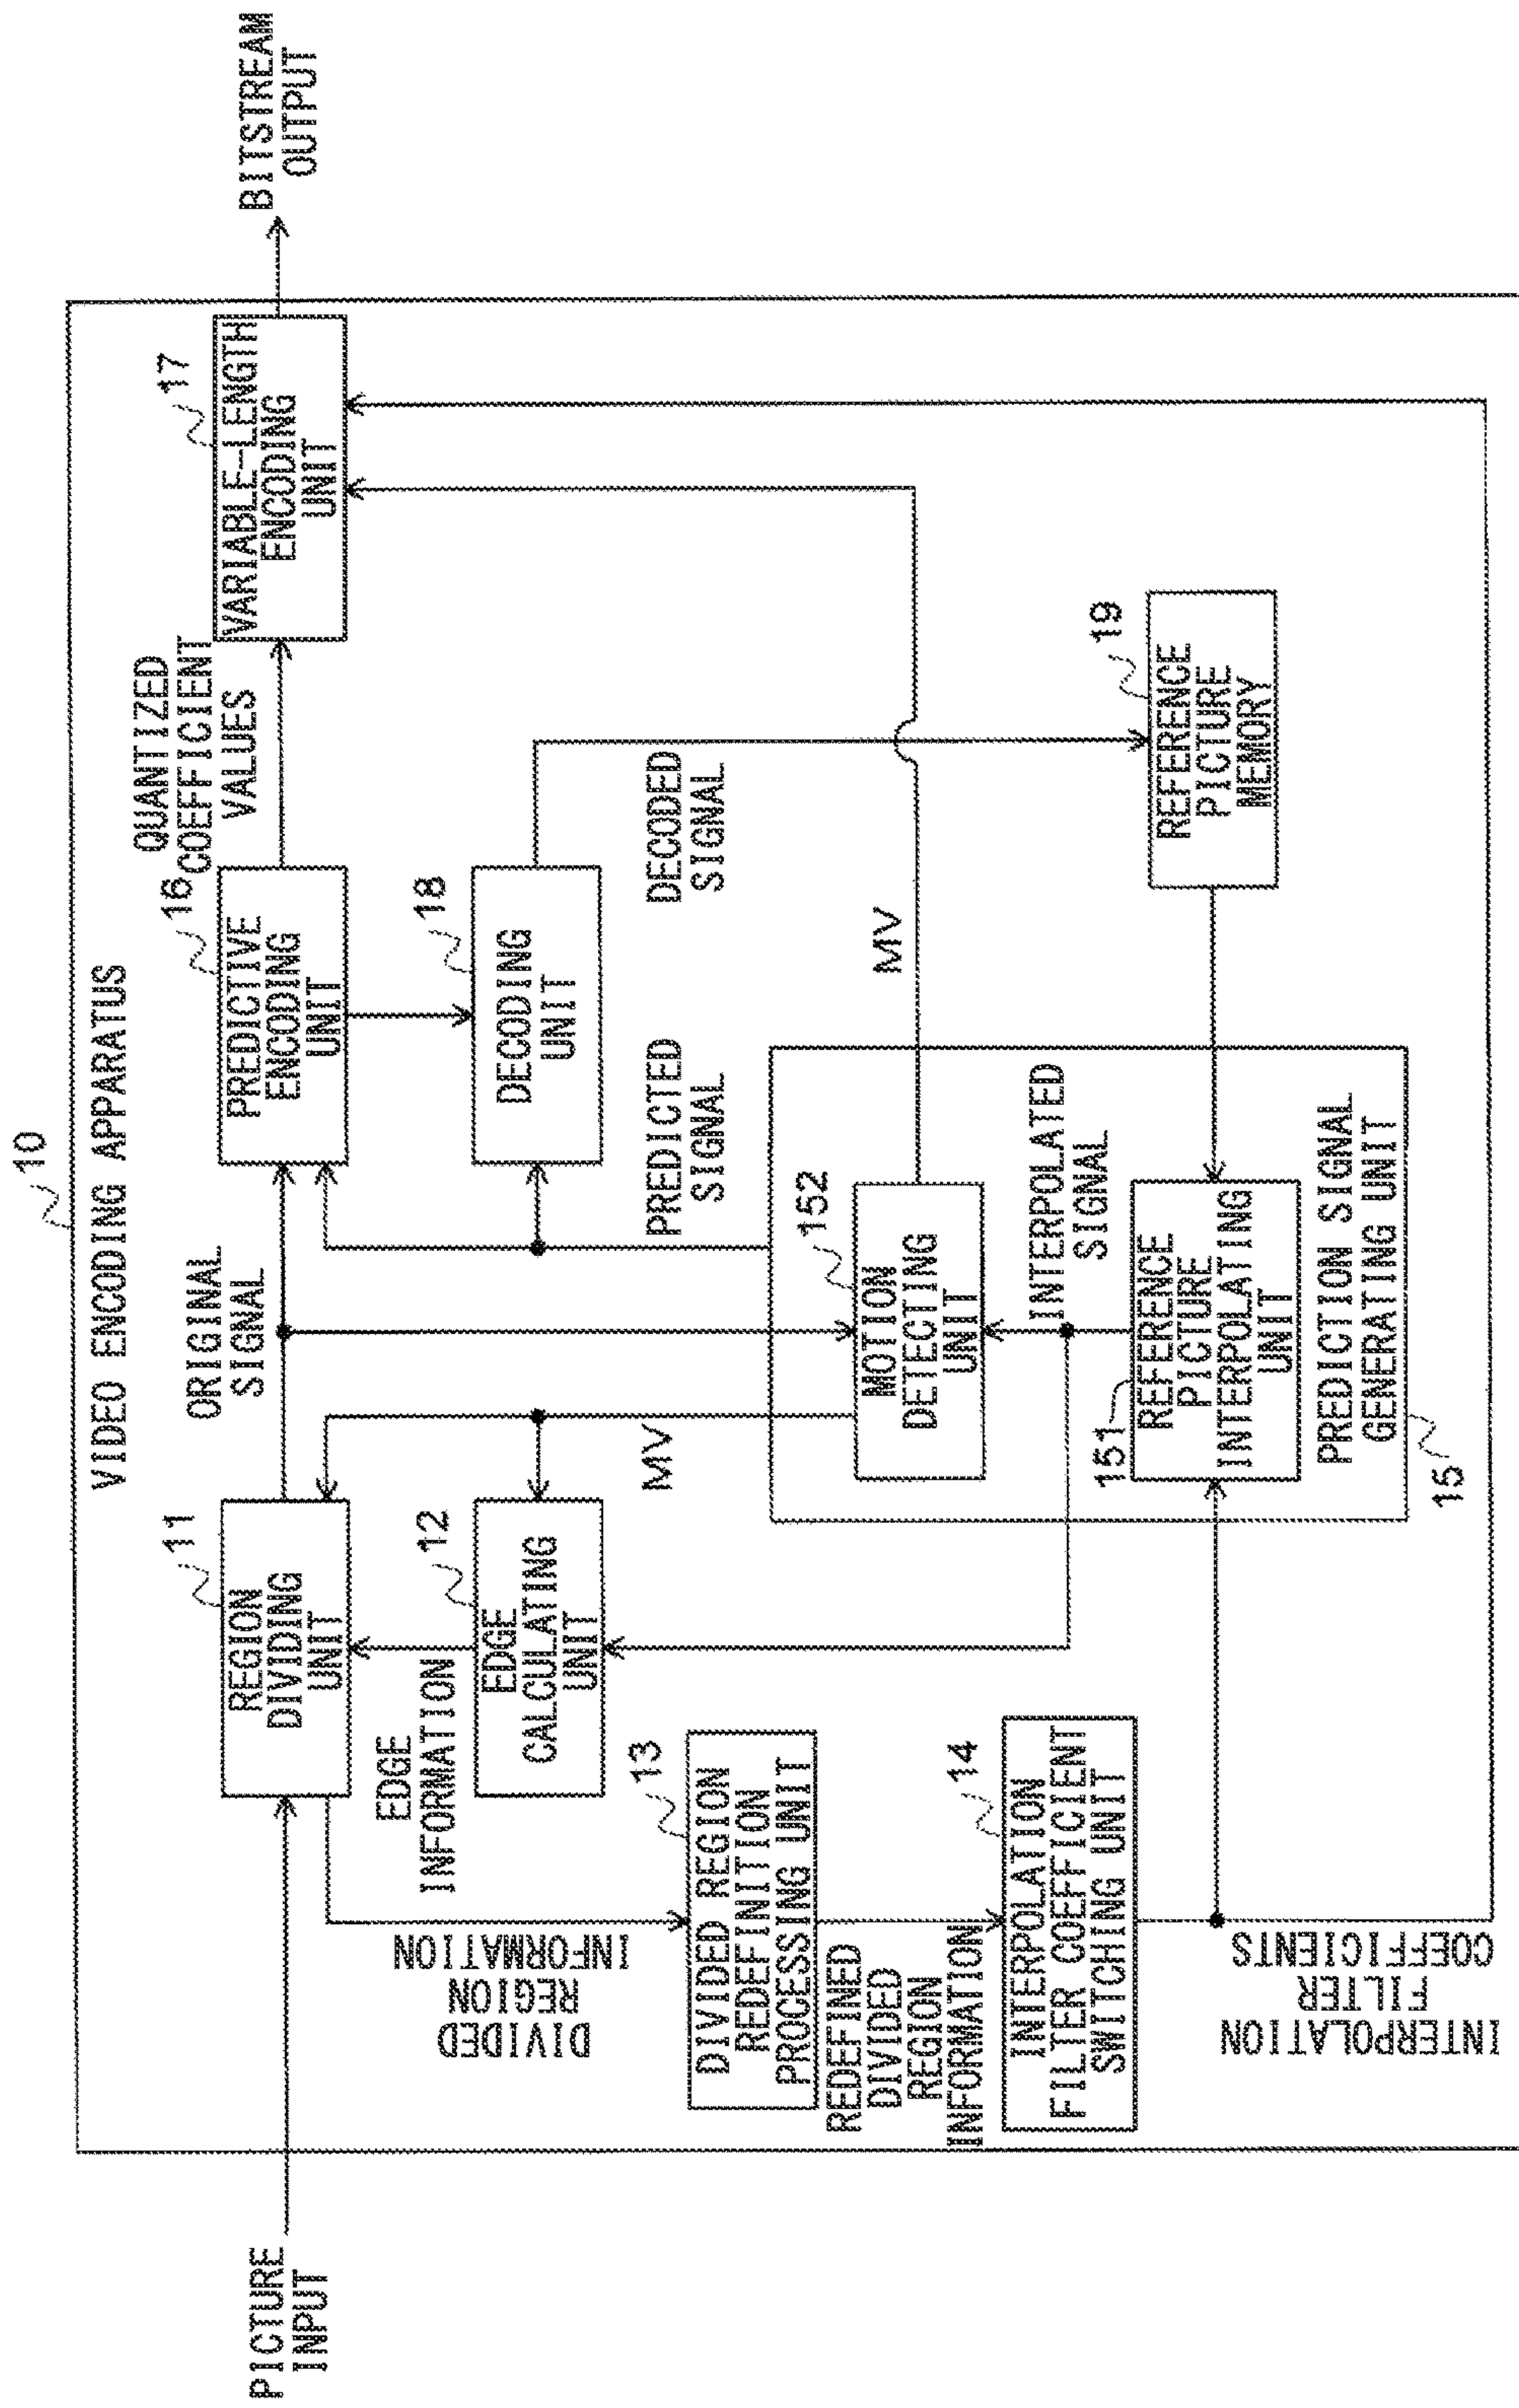 10
VIDEO ENCODING APPARATUS
PICTURE
INPUT
11
REGION
DIVIDING
UNIT
ORIGINAL
SIGNAL
16
PREDICTIVE
ENCODING
UNIT
QUANTIZED
COEFFICIENT
VALUES
17
VARIABLE-LENGTH
ENCODING
UNIT
BITSTREAM
OUTPUT
EDGE
INFORMATION
12
EDGE
CALCULATING
UNIT
18
DECODING
UNIT
DIVIDED
REGION
INFORMATION
MV
PREDICTED
SIGNAL
DECODED
SIGNAL
13
DIVIDED REGION
REDEFINITION
PROCESSING UNIT
152
MOTION
DETECTING
UNIT
MV
REDEFINED
DIVIDED
REGION
INFORMATION
INTERPOLATED
SIGNAL
14
INTERPOLATION
FILTER COEFFICIENT
SWITCHING UNIT
151
REFERENCE
PICTURE
INTERPOLATING
UNIT
19
REFERENCE
PICTURE
MEMORY
INTERPOLATION
FILTER
COEFFICIENTS
PREDICTION SIGNAL
GENERATING UNIT
15